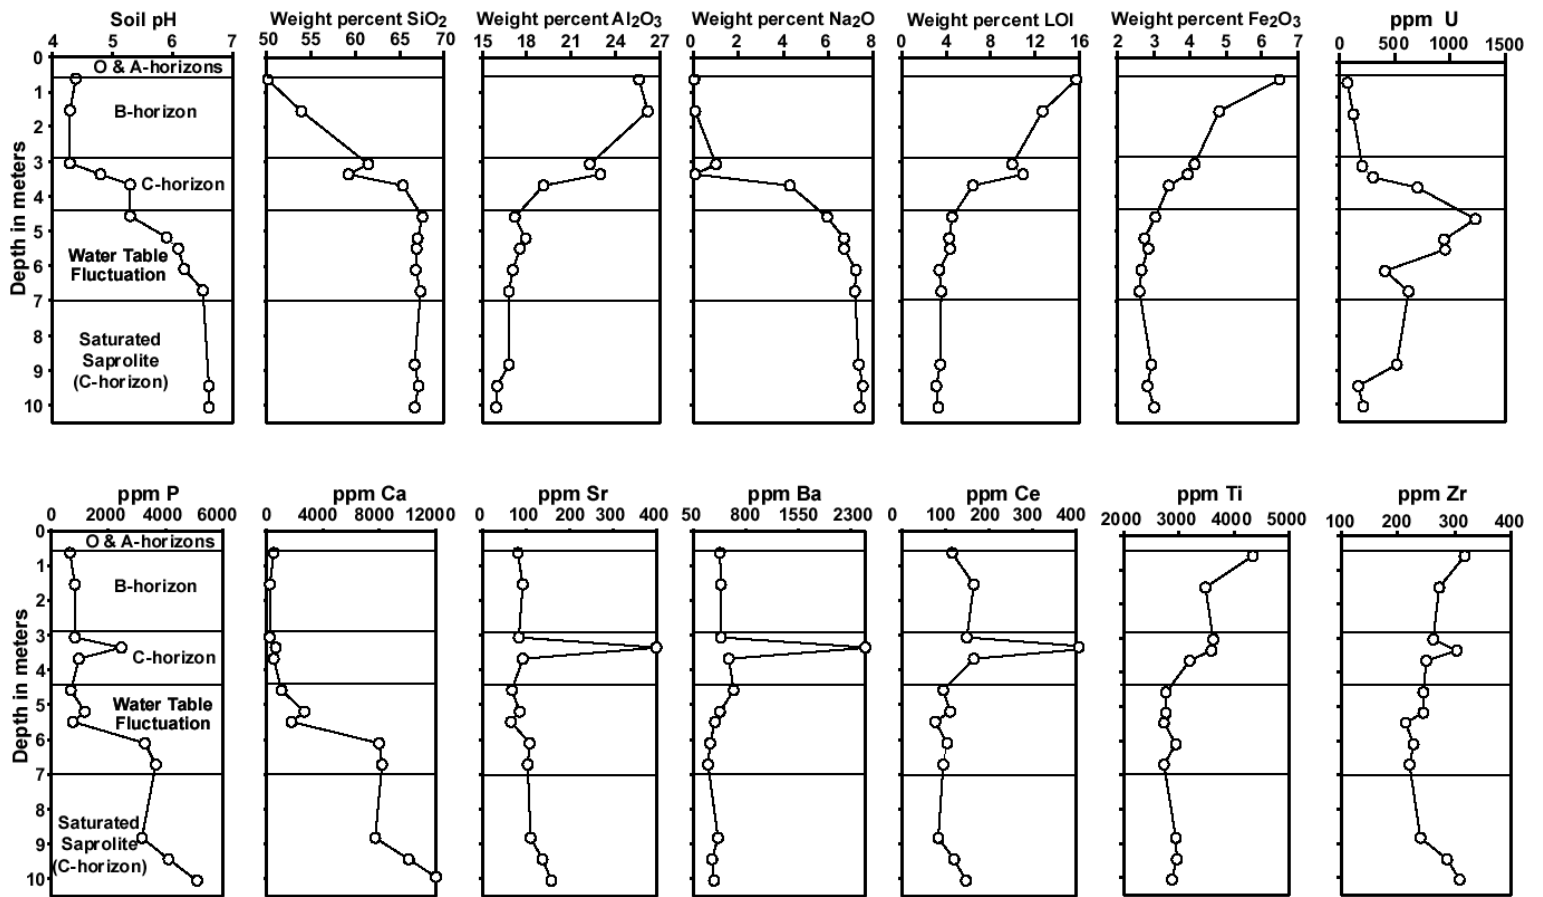 Soil pH Weight percent SiO2 Weight percent Al2O3 Weight percent Na2O Weight percent LOI Weight percent Fe2O3 ppm U
4 5 6 7 50 55 60 65 70 15 18 21 24 27 0 2 4 6 8 0 4 8 12 16 2 3 4 5 6 7 0 500 1000 1500
0
O & A-horizons
1
B-horizon
2
3
C-horizon
4
5
Water Table
Fluctuation
6
7
8
Saturated
Saprolite
9
(C-horizon)
10
Depth in meters
ppm P ppm Ca ppm Sr ppm Ba ppm Ce ppm Ti ppm Zr
0 2000 4000 6000 0 4000 8000 12000 0 100 200 300 400 50 800 1550 2300 0 100 200 300 400 2000 3000 4000 5000 100 200 300 400
0
O & A-horizons
1
B-horizon
2
3
C-horizon
4
5
Water Table
Fluctuation
6
7
8
Saturated
Saprolite
9
(C-horizon)
10
Depth in meters